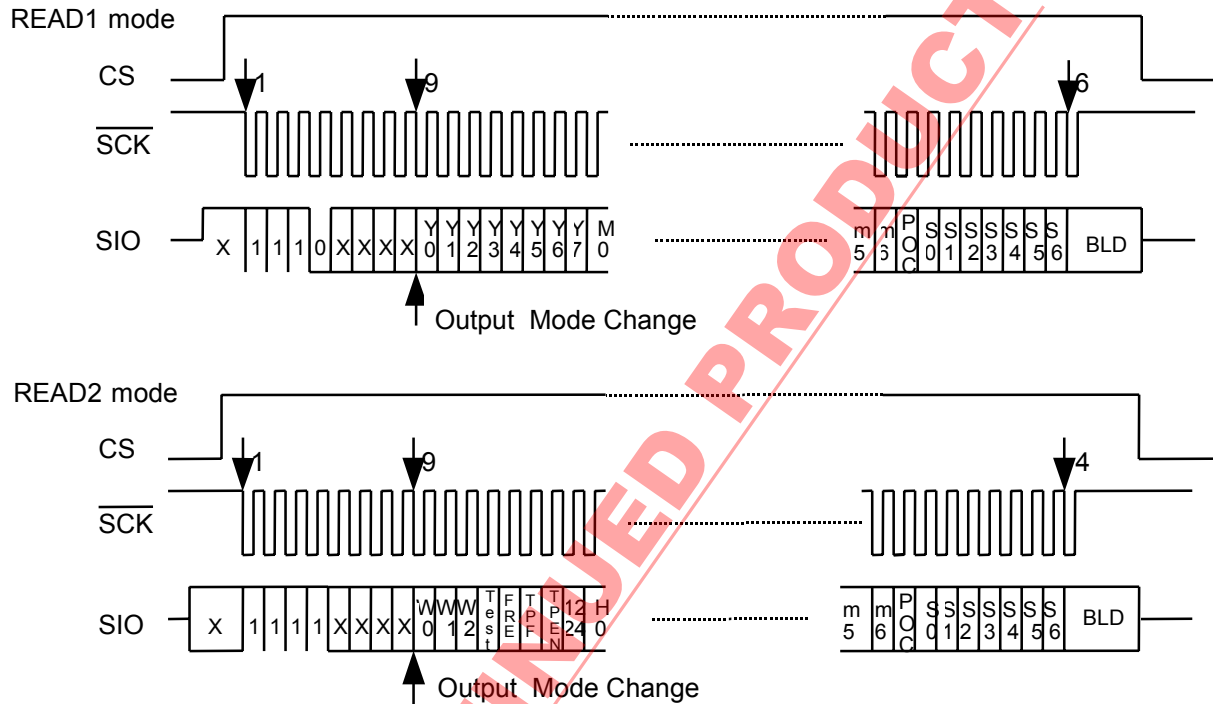 READ1 mode
CS
1 9 6
SCK
SIO X 1 1 1 0 X X X X Y0 Y1 Y2 Y3 Y4 Y5 Y6 Y7 M0 m5 m6 POC S0 S1 S2 S3 S4 S5 S6 BLD
Output Mode Change
READ2 mode
CS
1 9 4
SCK
SIO X 1 1 1 1 X X X X W0 W1 W2 Test FRE TPF TPEN 12 24 H0 m5 m6 POC S0 S1 S2 S3 S4 S5 S6 BLD
Output Mode Change
INUED PRODUCT